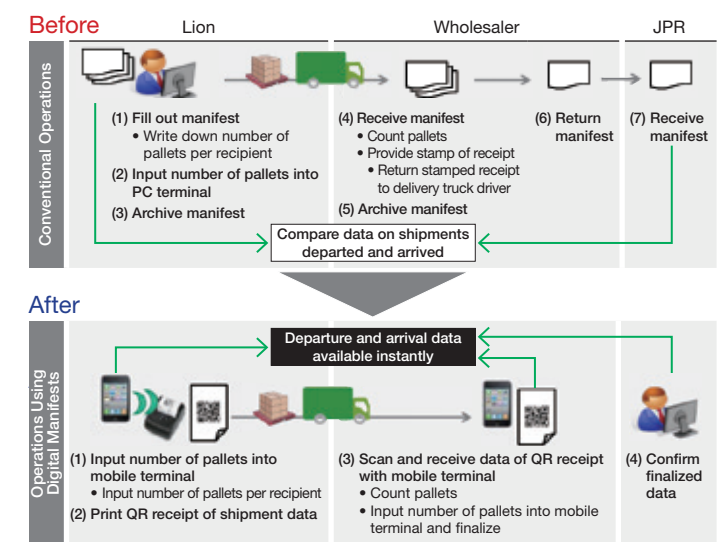 Before
Lion
Wholesaler
JPR
Conventional Operations
(1) Fill out manifest
• Write down number of
pallets per recipient
(2) Input number of pallets into
PC terminal
(3) Archive manifest
(4) Receive manifest
• Count pallets
• Provide stamp of receipt
• Return stamped receipt
to delivery truck driver
(5) Archive manifest
(6) Return
manifest
(7) Receive
manifest
Compare data on shipments
departed and arrived
After
Operations Using
Digital Manifests
Departure and arrival data
available instantly
(1) Input number of pallets into
mobile terminal
• Input number of pallets per recipient
(2) Print QR receipt of shipment data
(3) Scan and receive data of QR receipt
with mobile terminal
• Count pallets
• Input number of pallets into mobile
terminal and finalize
(4) Confirm
finalized
data